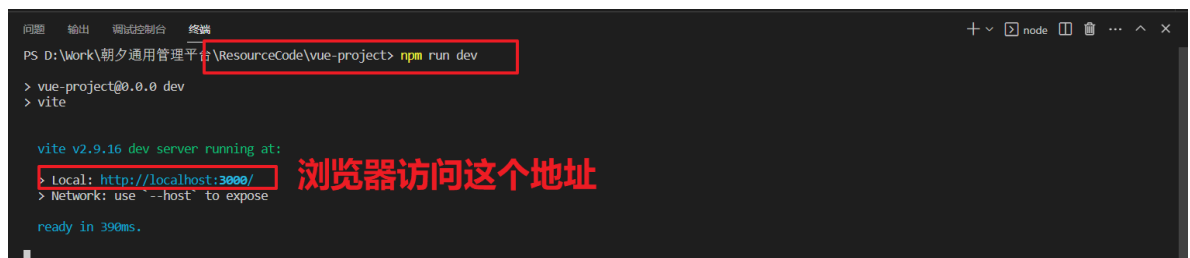 问题 输出 调试控制台 终端 node
PS D:\Work\朝夕通用管理平台\ResourceCode\vue-project> npm run dev
> vue-project@0.0.0 dev
> vite
vite v2.9.16 dev server running at:
> Local: http://localhost:3000/ 浏览器访问这个地址
> Network: use `--host` to expose
ready in 390ms.